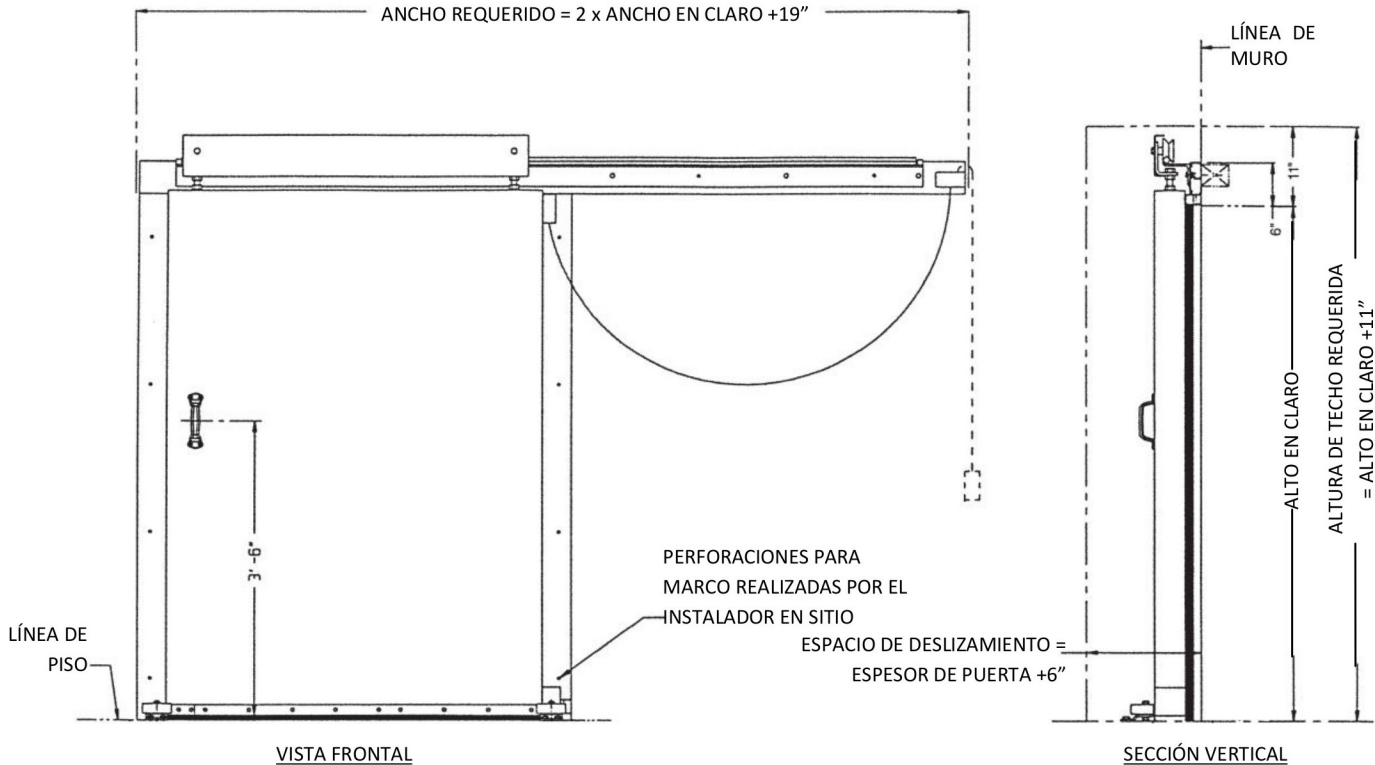 ANCHO REQUERIDO = 2 x ANCHO EN CLARO +19”
LÍNEA DE
MURO
11"
6"
ALTO EN CLARO
ALTURA DE TECHO REQUERIDA
= ALTO EN CLARO +11”
3'-6"
PERFORACIONES PARA
MARCO REALIZADAS POR EL
INSTALADOR EN SITIO
LÍNEA DE
PISO
ESPACIO DE DESLIZAMIENTO =
ESPESOR DE PUERTA +6”
VISTA FRONTAL
SECCIÓN VERTICAL